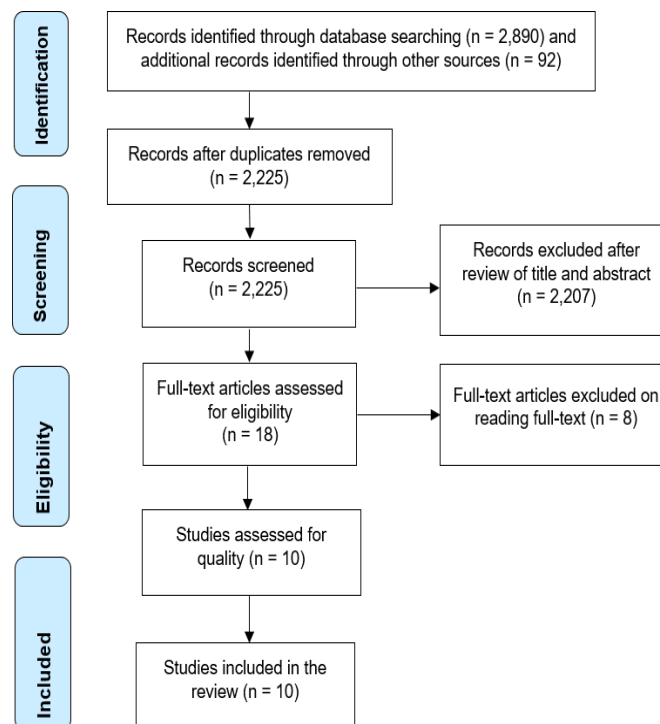 Identification
Records identified through database searching (n = 2,890) and
additional records identified through other sources (n = 92)
Records after duplicates removed
(n = 2,225)
Screening
Records screened
(n = 2,225)
Records excluded after
review of title and abstract
(n = 2,207)
Eligibility
Full-text articles assessed
for eligibility
(n = 18)
Full-text articles excluded on
reading full-text (n = 8)
Studies assessed for
quality (n = 10)
Included
Studies included in the
review (n = 10)